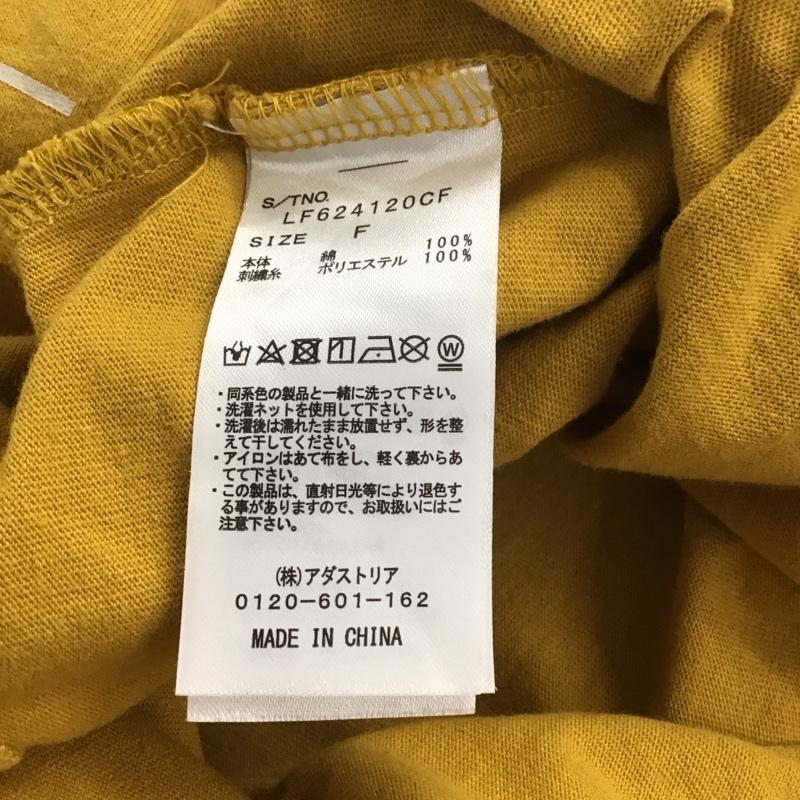 S/TNO.
LF624120CF
SIZE F
本体 綿 100%
刺繍糸 ポリエステル 100%
W
・同系色の製品と一緒に洗って下さい。
・洗濯ネットを使用して下さい。
・洗濯後は濡れたまま放置せず、形を整
えて干してください。
・アイロンはあて布をし、軽く裏からあ
てて下さい。
・この製品は、直射日光等により退色す
る事がありますので、お取扱いにはご
注意下さい。
(株)アダストリア
0120-601-162
MADE IN CHINA